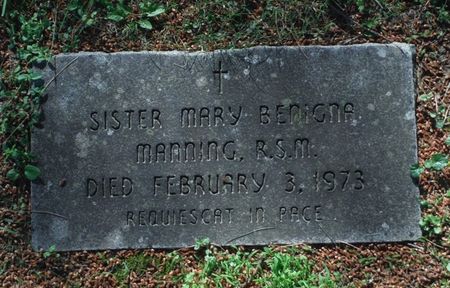 SISTER MARY BENIGNA
MANNING, R.S.M.
DIED FEBRUARY 3, 1973
REQUIESCAT IN PACE